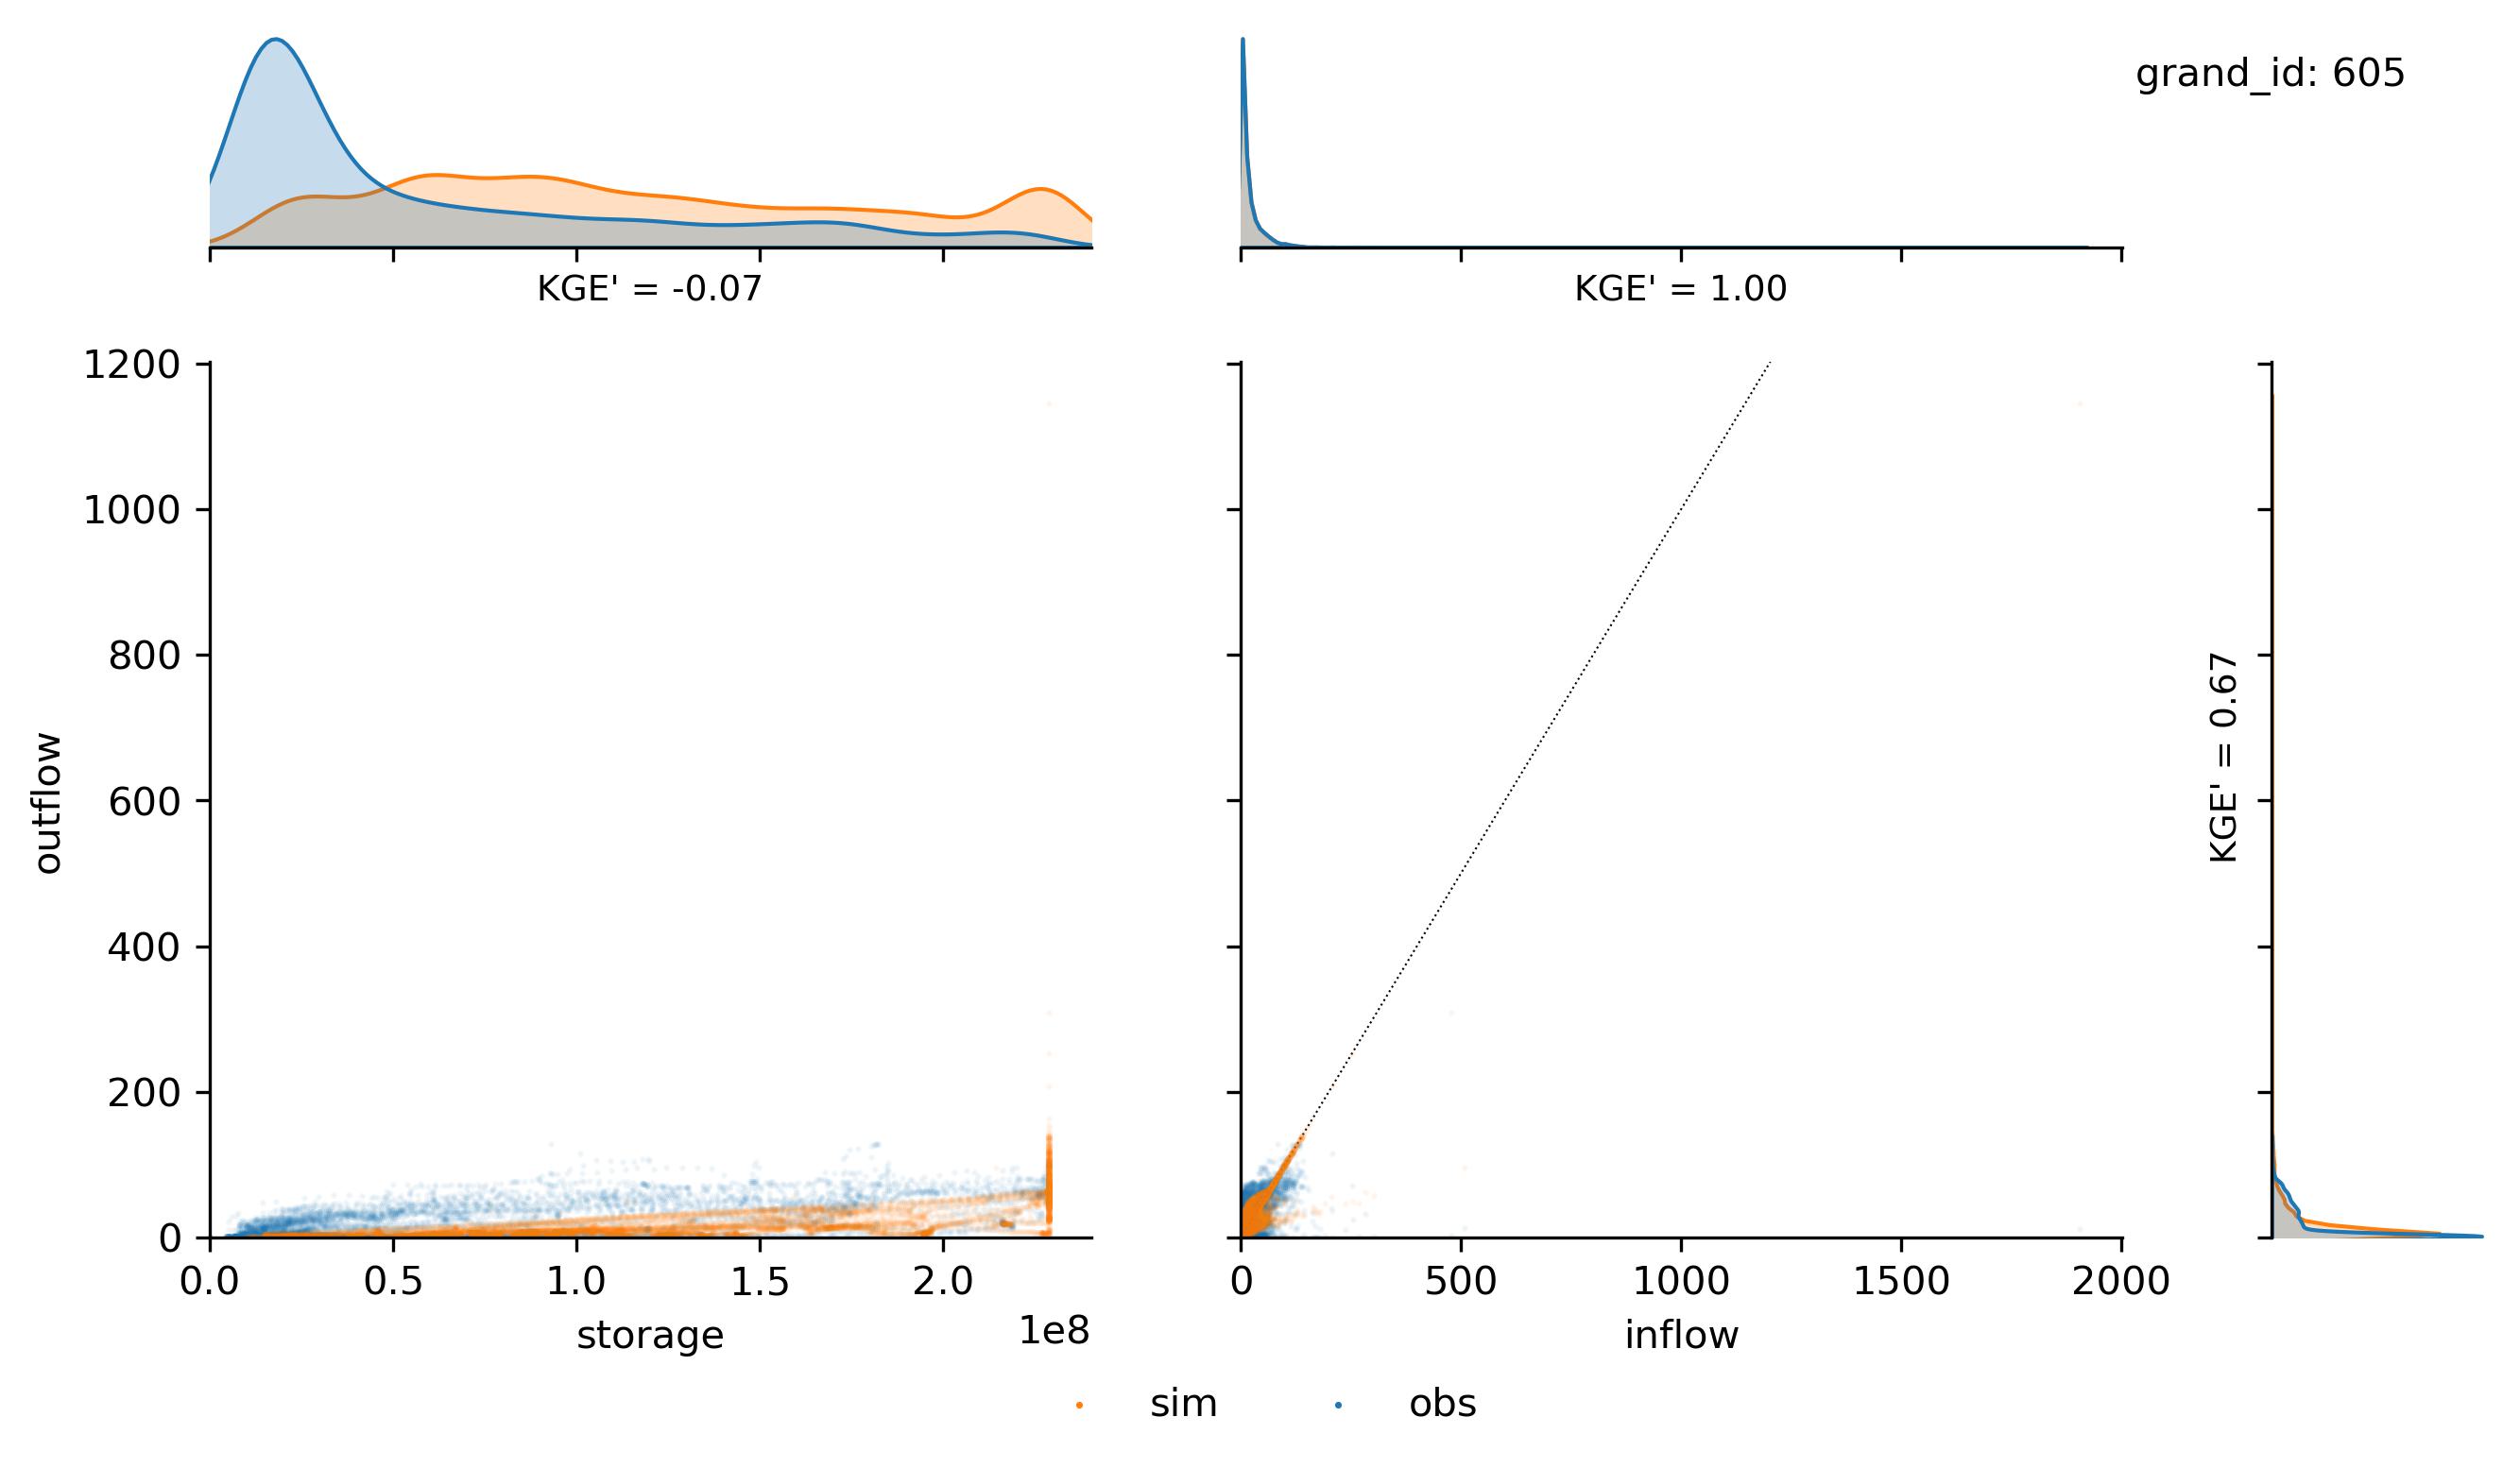 grand_id: 605
KGE' = -0.07
KGE' = 1.00
1200
1000
800
600
400
200
0
outflow
KGE' = 0.67
0.0 0.5 1.0 1.5 2.0
1e8
storage
0 500 1000 1500 2000
inflow
sim obs